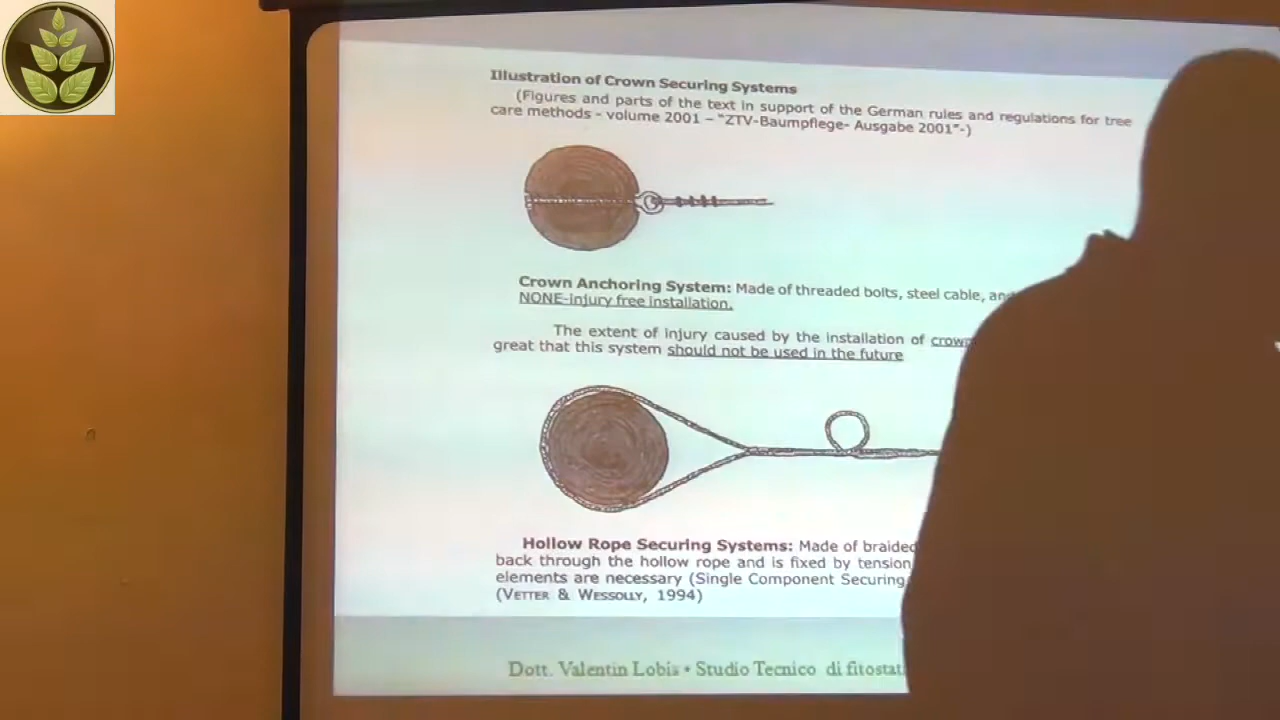 Illustration of Crown Securing Systems
(Figures and parts of the text in support of the German rules and regulations for tree
care methods - volume 2001 – "ZTV-Baumpflege- Ausgabe 2001"-)
Crown Anchoring System: Made of threaded bolts, steel cable,
NONE-injury free installation.
The extent of injury caused by the installation of
great that this system should not be used in the future
Hollow Rope Securing Systems: Made of braided
back through the hollow rope and is fixed by tension
elements are necessary (Single Component Securing
(VETTER & WESSOLLY, 1994)
Dott. Valentin Lobis • Studio Tecnico di